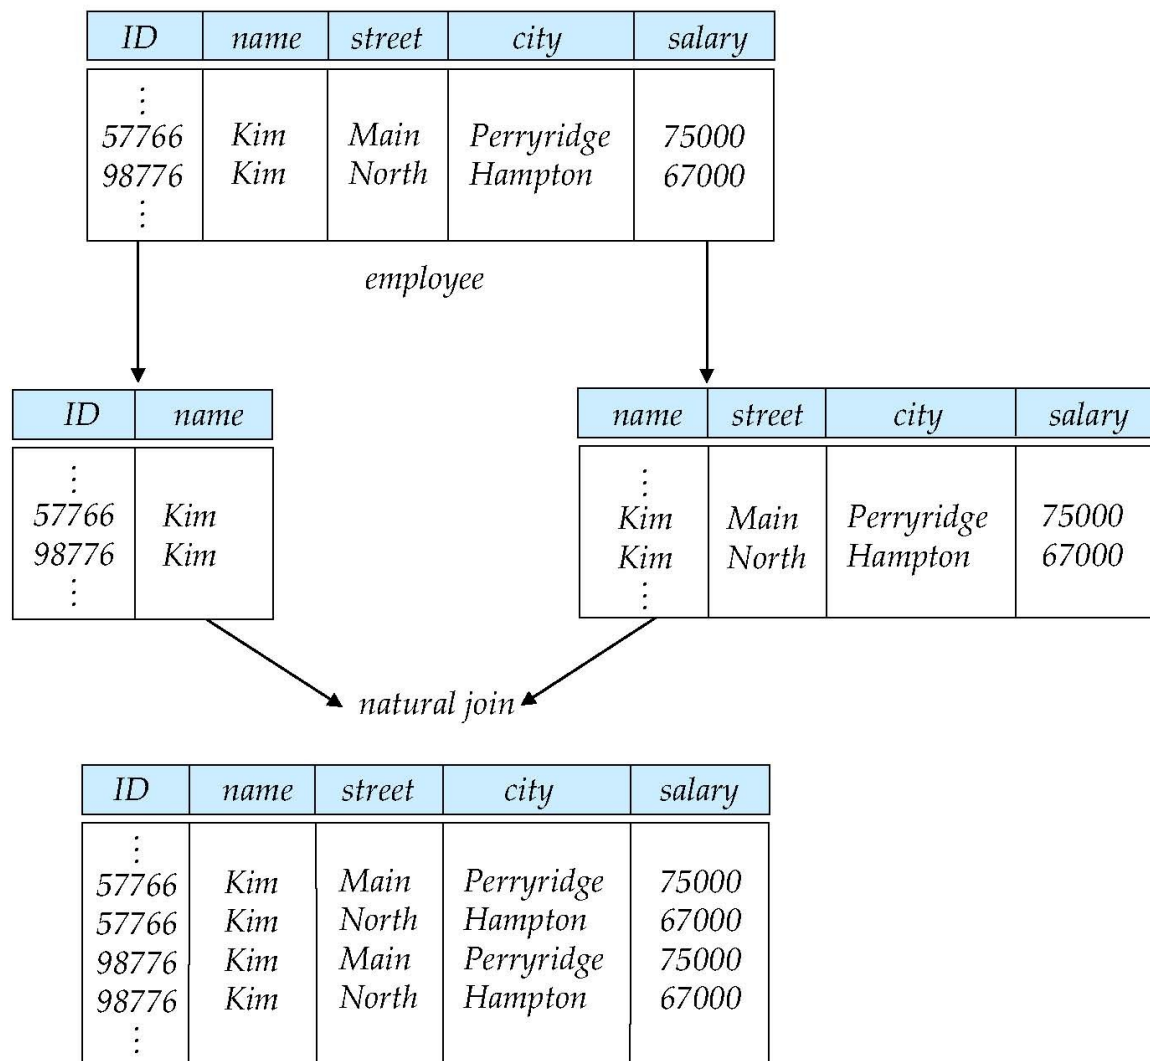 ID name street city salary
⋮
57766 Kim Main Perryridge 75000
98776 Kim North Hampton 67000
⋮
employee
ID name
⋮
57766 Kim
98776 Kim
⋮
name street city salary
⋮
Kim Main Perryridge 75000
Kim North Hampton 67000
⋮
natural join
ID name street city salary
⋮
57766 Kim Main Perryridge 75000
57766 Kim North Hampton 67000
98776 Kim Main Perryridge 75000
98776 Kim North Hampton 67000
⋮